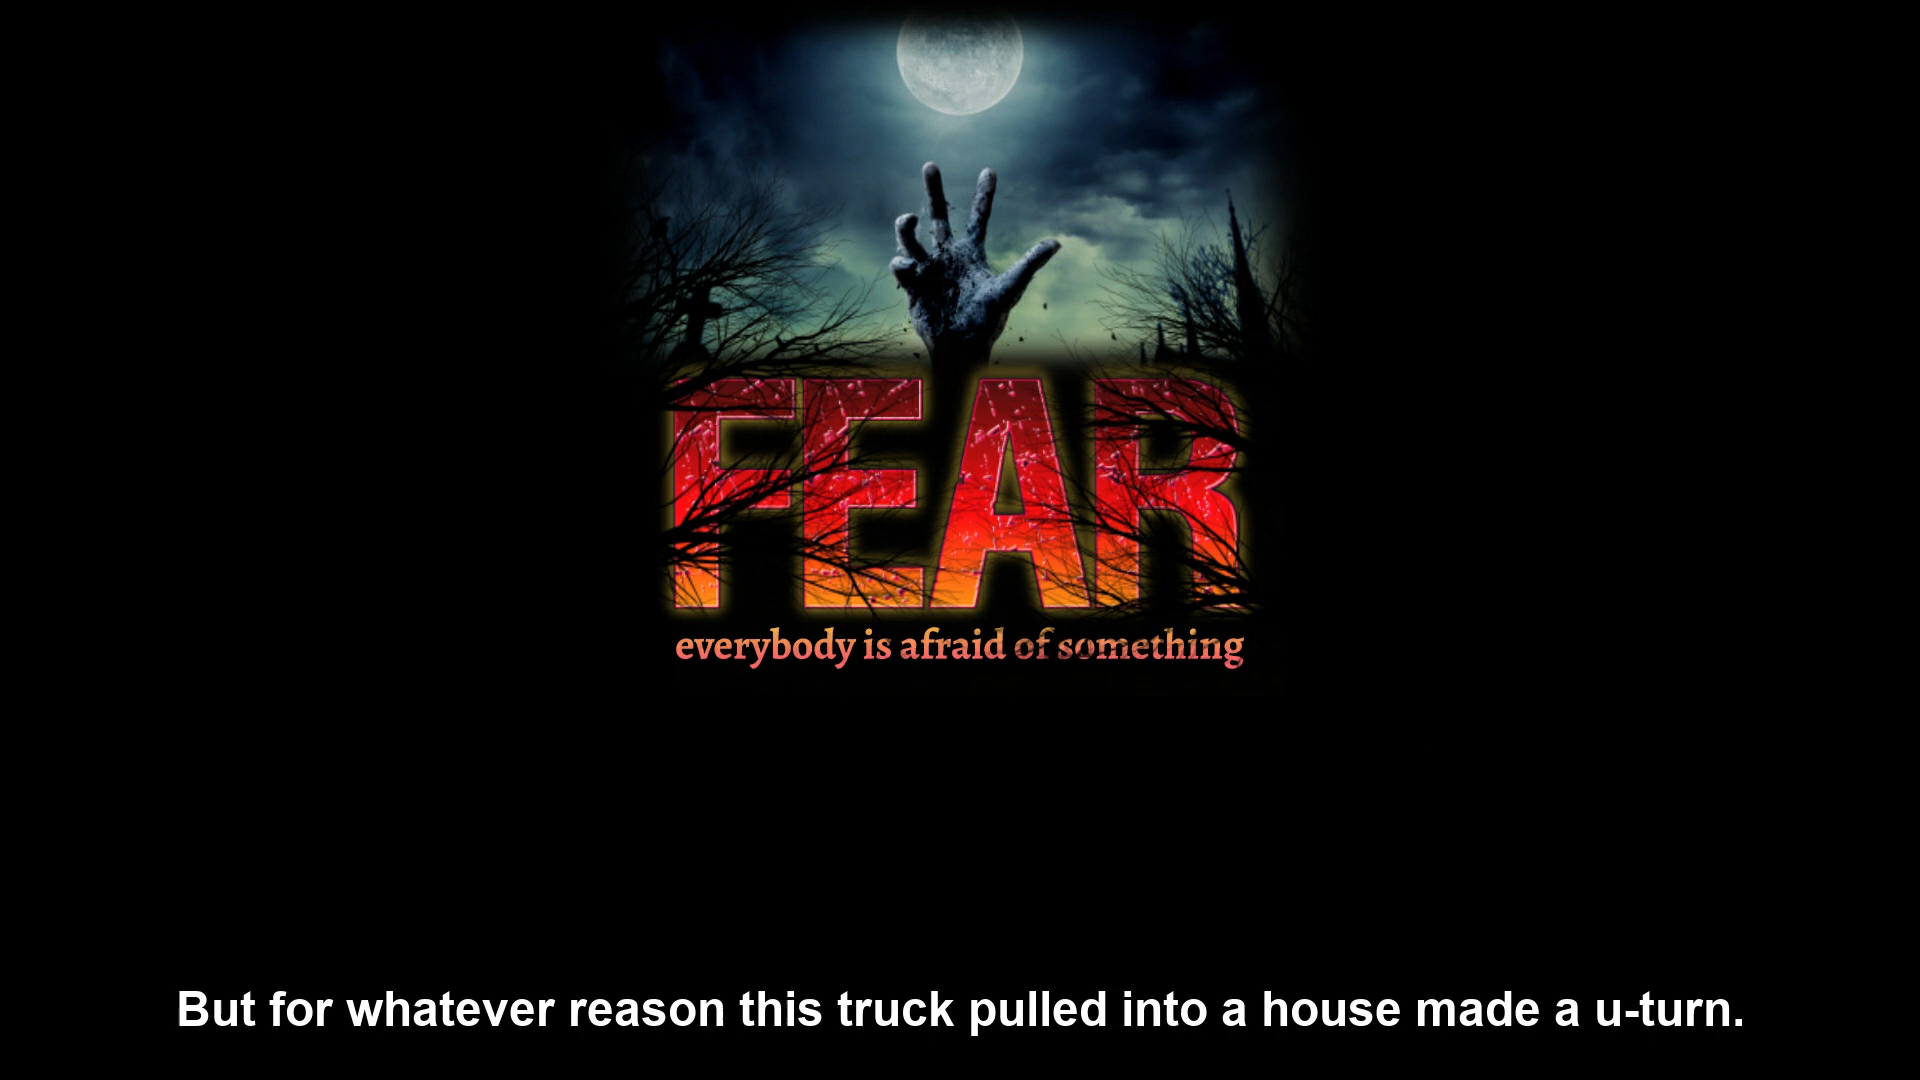 FEAR
everybody is afraid of something
But for whatever reason this truck pulled into a house made a u-turn.